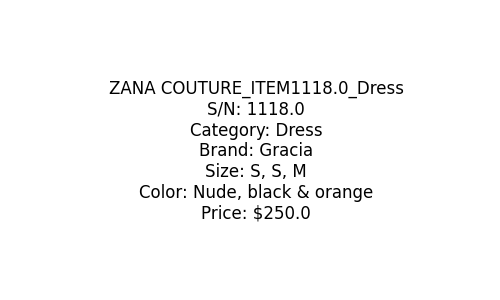 ZANA COUTURE_ITEM1118.0_Dress
S/N: 1118.0
Category: Dress
Brand: Gracia
Size: S, S, M
Color: Nude, black & orange
Price: $250.0